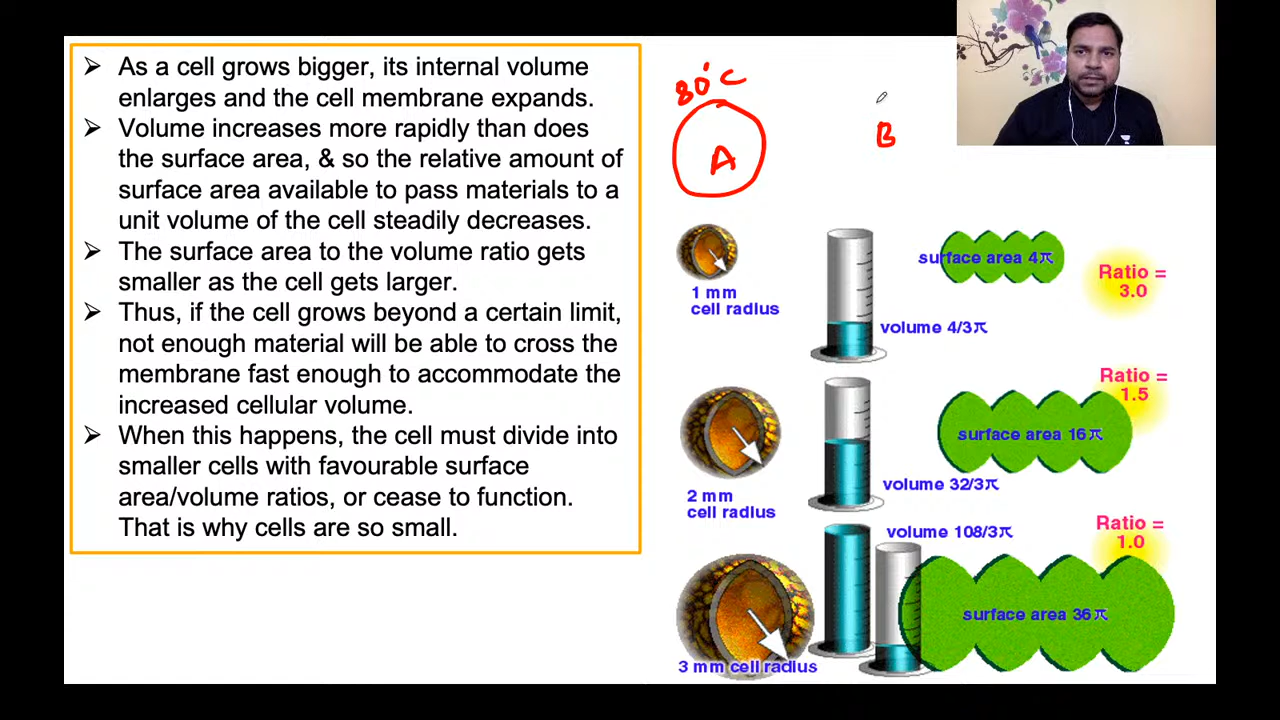 ➢ As a cell grows bigger, its internal volume
enlarges and the cell membrane expands.
➢ Volume increases more rapidly than does
the surface area, & so the relative amount of
surface area available to pass materials to a
unit volume of the cell steadily decreases.
➢ The surface area to the volume ratio gets
smaller as the cell gets larger.
➢ Thus, if the cell grows beyond a certain limit,
not enough material will be able to cross the
membrane fast enough to accommodate the
increased cellular volume.
➢ When this happens, the cell must divide into
smaller cells with favourable surface
area/volume ratios, or cease to function.
That is why cells are so small.
80°C
A
B
1 mm
cell radius
volume 4/3π
surface area 4π
Ratio =
3.0
2 mm
cell radius
volume 32/3π
surface area 16π
Ratio =
1.5
3 mm cell radius
volume 108/3π
surface area 36π
Ratio =
1.0